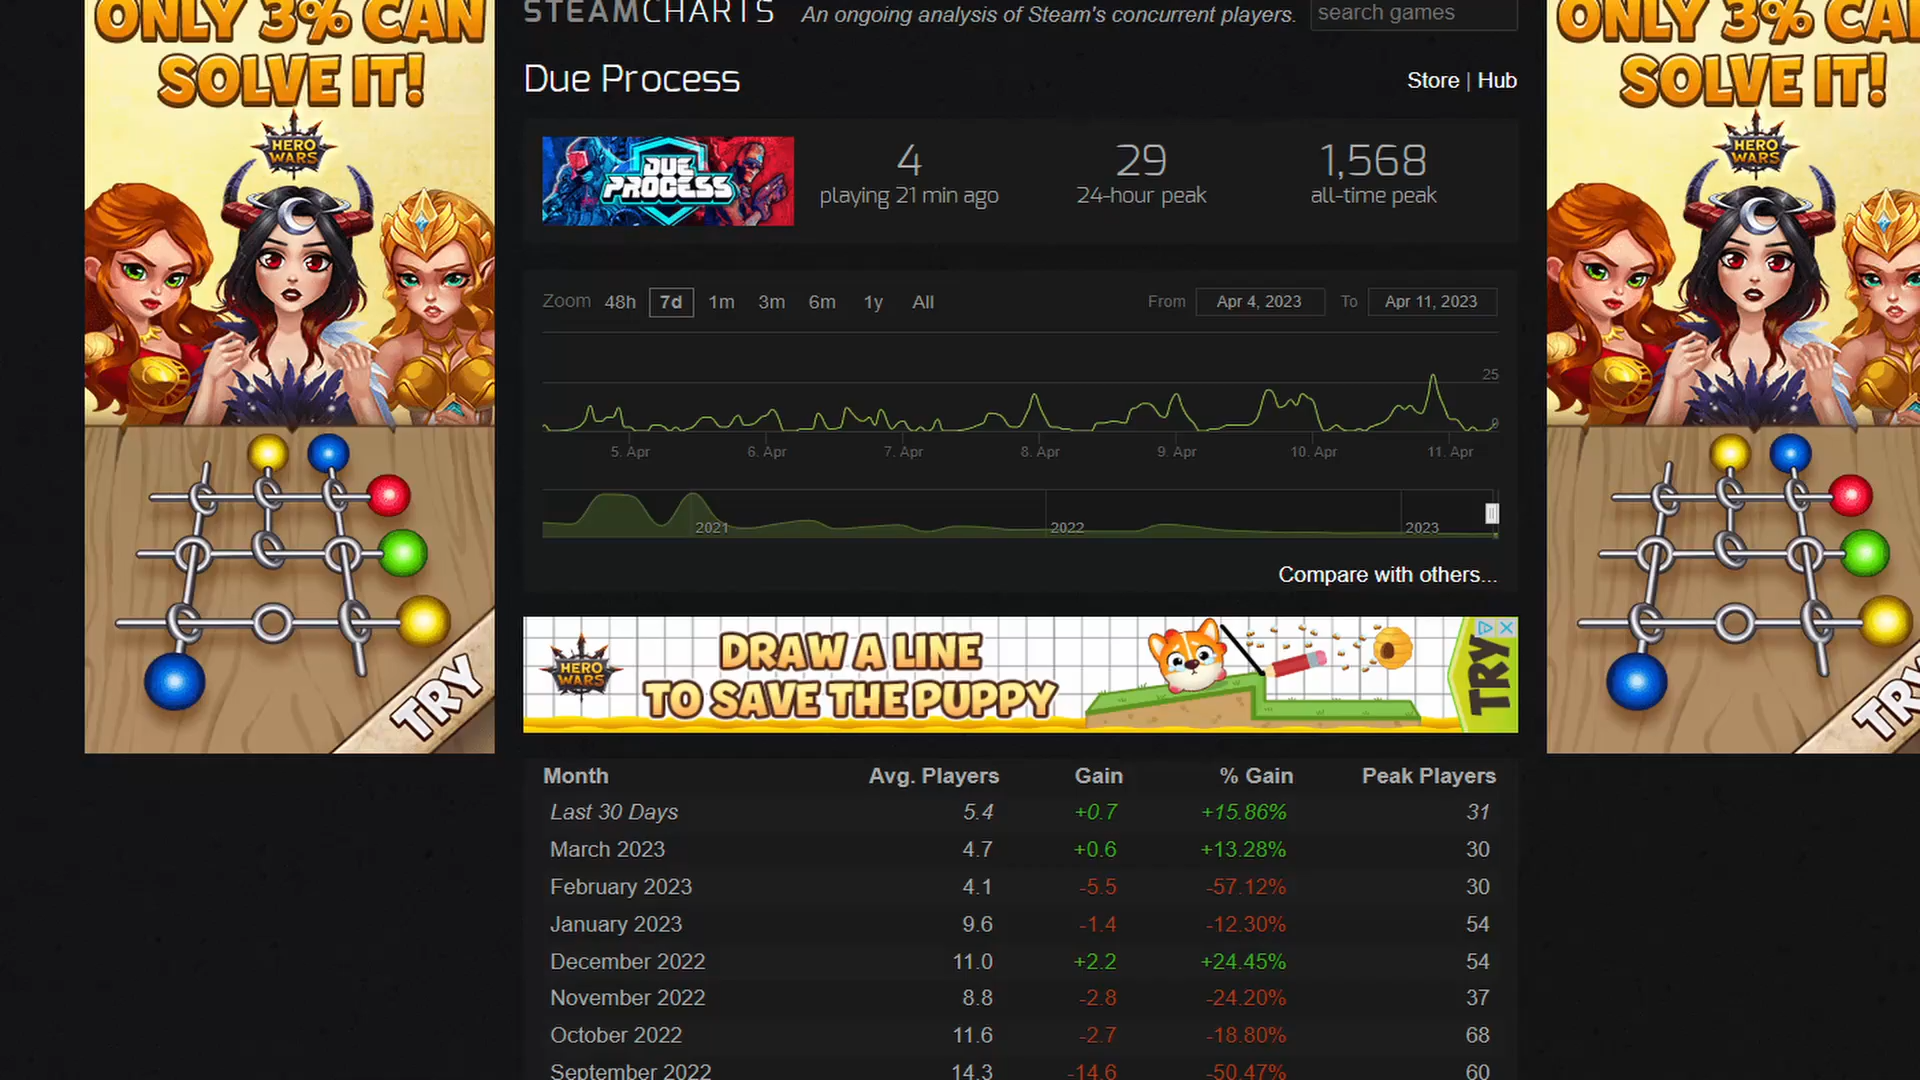 ONLY 3% CAN
SOLVE IT!
HERO
WARS
TRY
STEAMCHARTS
An ongoing analysis of Steam's concurrent players.
search games
Due Process
Store | Hub
DUE
PROCESS
4
playing 21 min ago
29
24-hour peak
1,568
all-time peak
Zoom 48h 7d 1m 3m 6m 1y All
From Apr 4, 2023 To Apr 11, 2023
25
0
5. Apr 6. Apr 7. Apr 8. Apr 9. Apr 10. Apr 11. Apr
2021 2022 2023
Compare with others...
HERO
WARS
DRAW A LINE
TO SAVE THE PUPPY
TRY
Month Avg. Players Gain % Gain Peak Players
Last 30 Days 5.4 +0.7 +15.86% 31
March 2023 4.7 +0.6 +13.28% 30
February 2023 4.1 -5.5 -57.12% 30
January 2023 9.6 -1.4 -12.30% 54
December 2022 11.0 +2.2 +24.45% 54
November 2022 8.8 -2.8 -24.20% 37
October 2022 11.6 -2.7 -18.80% 68
September 2022 14.3 -14.6 -50.47% 60
ONLY 3% CA
SOLVE IT!
HERO
WARS
TRY